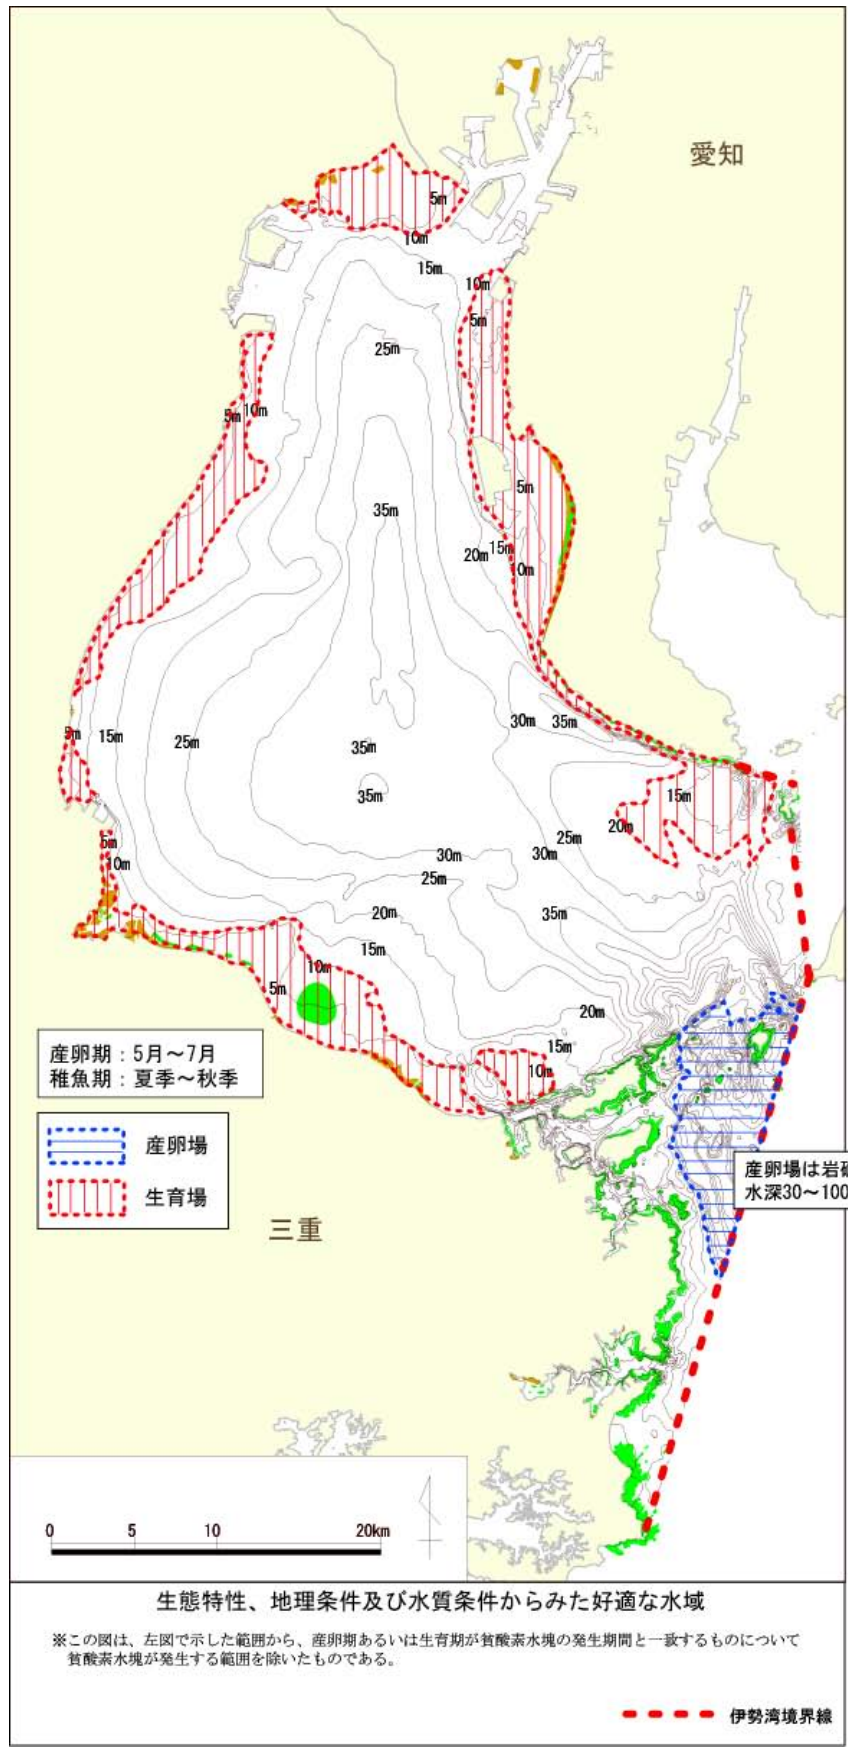 愛知
5m
10m
15m
10m
5m
25m
5m
10m
35m
5m
15m
20m
0m
5m
15m
25m
30m
35m
35m
35m
15m
20m
25m
30m
30m
5m
10m
25m
20m
35m
15m
10m
5m
20m
15m
10m
産卵期：5月～7月
稚魚期：夏季～秋季
産卵場
生育場
産卵場は岩礁
水深30～100
三重
0
5
10
20km
生態特性、地理条件及び水質条件からみた好適な水域
※この図は、左図で示した範囲から、産卵期あるいは生育期が貧酸素水塊の発生期間と一致するものについて
貧酸素水塊が発生する範囲を除いたものである。
伊勢湾境界線